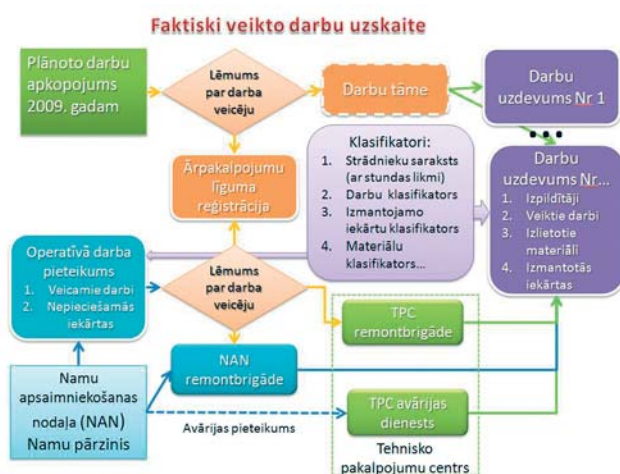 Faktiski veikto darbu uzskaite
Plānoto darbu
apkopojums
2009. gadam
Lēmums
par darba
veicēju
Darbu tāme
Darbu
uzdevums Nr 1
...
Klasifikatori:
1. Strādnieku saraksts
(ar stundas likmi)
2. Darbu klasifikators
3. Izmantojamo
iekārtu klasifikators
4. Materiālu
klasifikators...
Darbu
uzdevums Nr...
1. Izpildītāji
2. Veiktie darbi
3. Izlietotie
materiāli
4. Izmantotās
iekārtas
Ārpakalpojumu
līguma
reģistrācija
Operatīvā darba
pieteikums
1. Veicamie darbi
2. Nepieciešamās
iekārtas
Lēmums
par darba
veicēju
TPC
remontbrigāde
NAN
remontbrigāde
Namu
apsaimniekošanas
nodaļa (NAN)
Namu pārzinis
Avārijas pieteikums
TPC avārijas
dienests
Tehnisko
pakalpojumu centrs